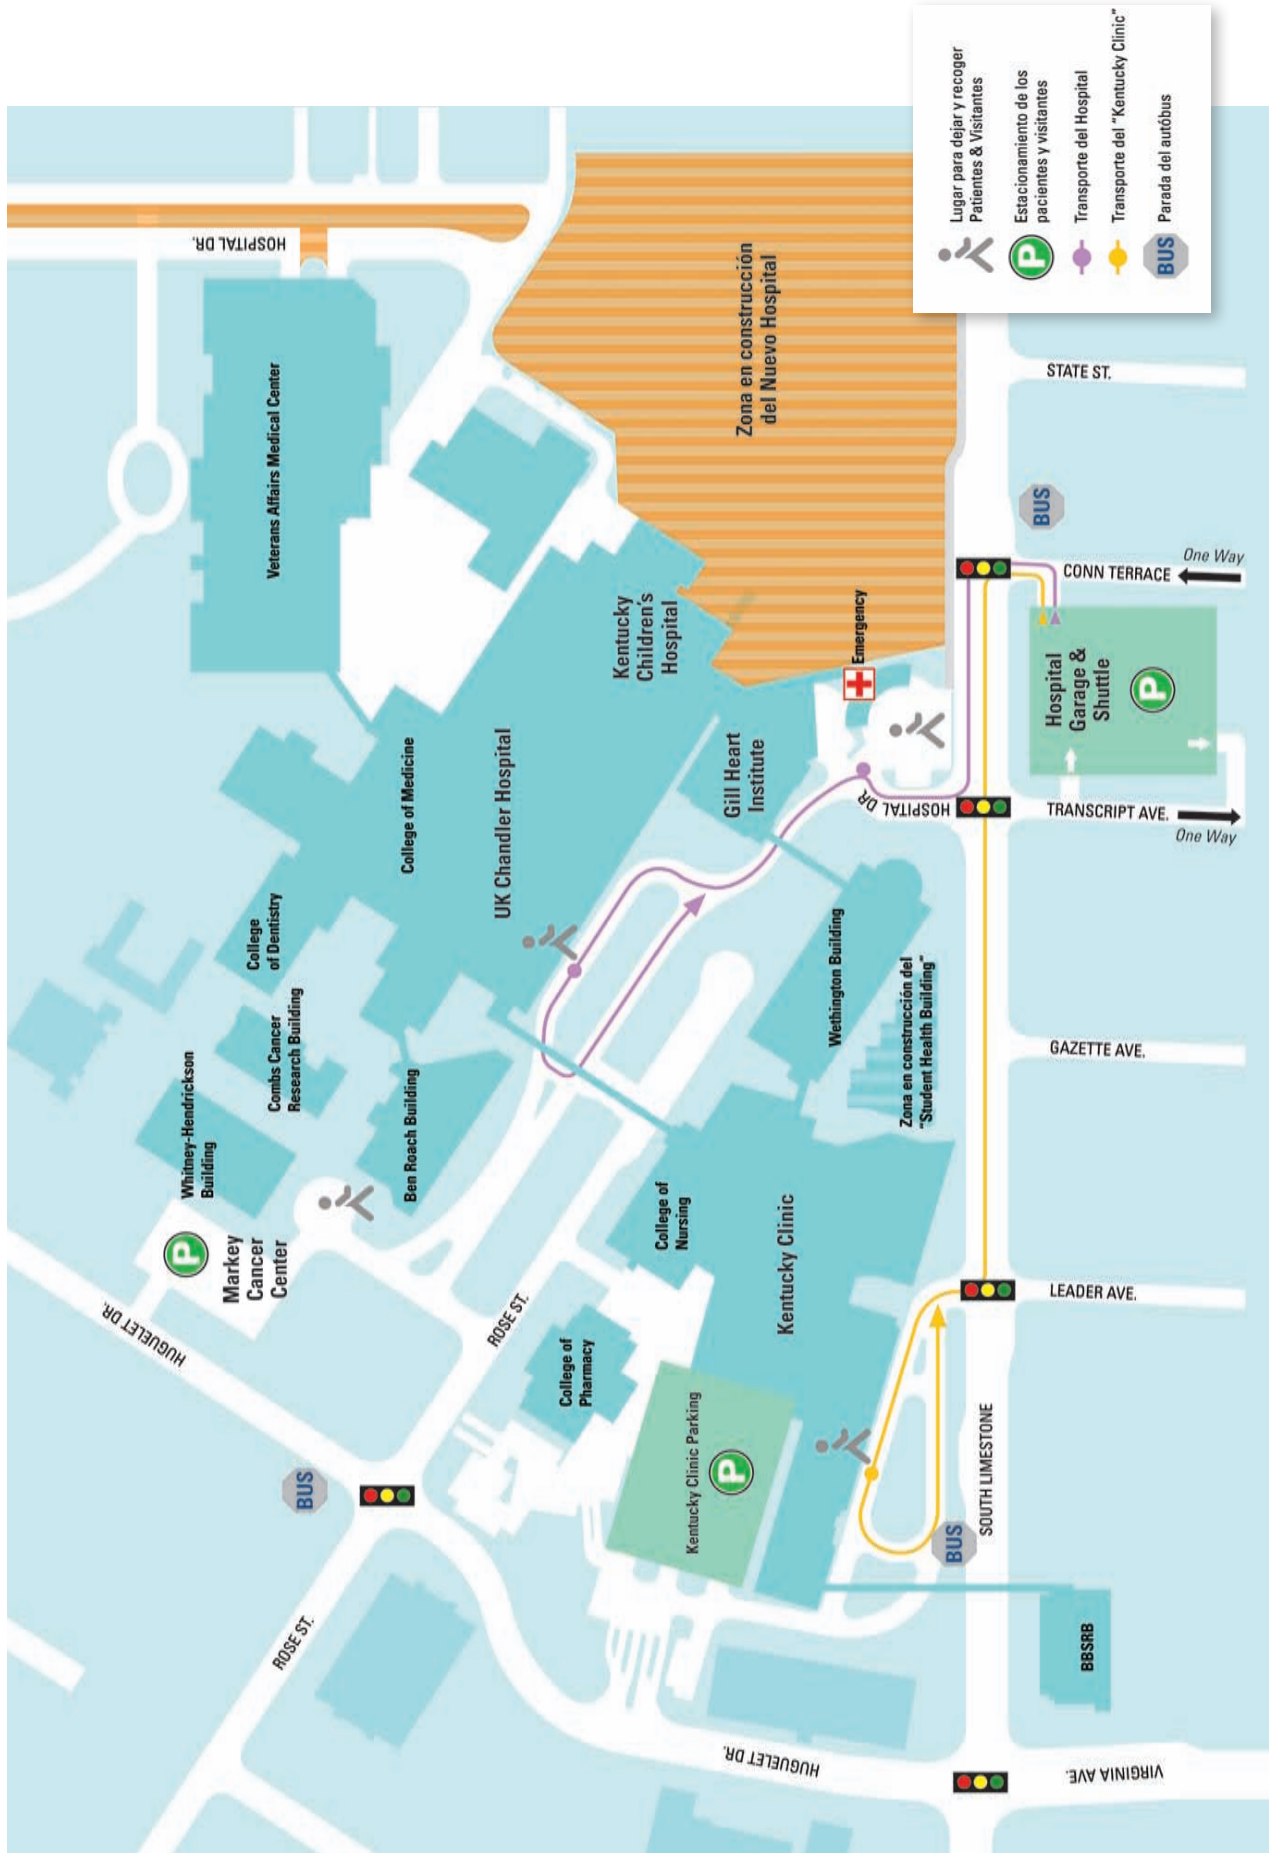 Lugar para dejar y recoger
Patientes & Visitantes
P
Estacionamiento de los
pacientes y visitantes
Transporte del Hospital
Transporte del “Kentucky Clinic”
BUS
Parada del autóbus
HOSPITAL DR.
Veterans Affairs Medical Center
Zona en construcción
del Nuevo Hospital
STATE ST.
BUS
One Way
CONN TERRACE
Kentucky
Children's
Hospital
Emergency
Hospital
Garage &
Shuttle
P
College of Medicine
UK Chandler Hospital
Gill Heart
Institute
HOSPITAL DR
TRANSCRIPT AVE.
One Way
College
of Dentistry
Combs Cancer
Research Building
Whitney-Hendrickson
Building
Ben Roach Building
Wethington Building
Zona en construcción del
“Student Health Building”
GAZETTE AVE.
P
Markey
Cancer
Center
College of
Nursing
Kentucky Clinic
LEADER AVE.
HUGUELET DR.
ROSE ST.
College of
Pharmacy
Kentucky Clinic Parking
P
SOUTH LIMESTONE
BUS
BUS
ROSE ST.
BBSRB
HUGUELET DR.
VIRGINIA AVE.